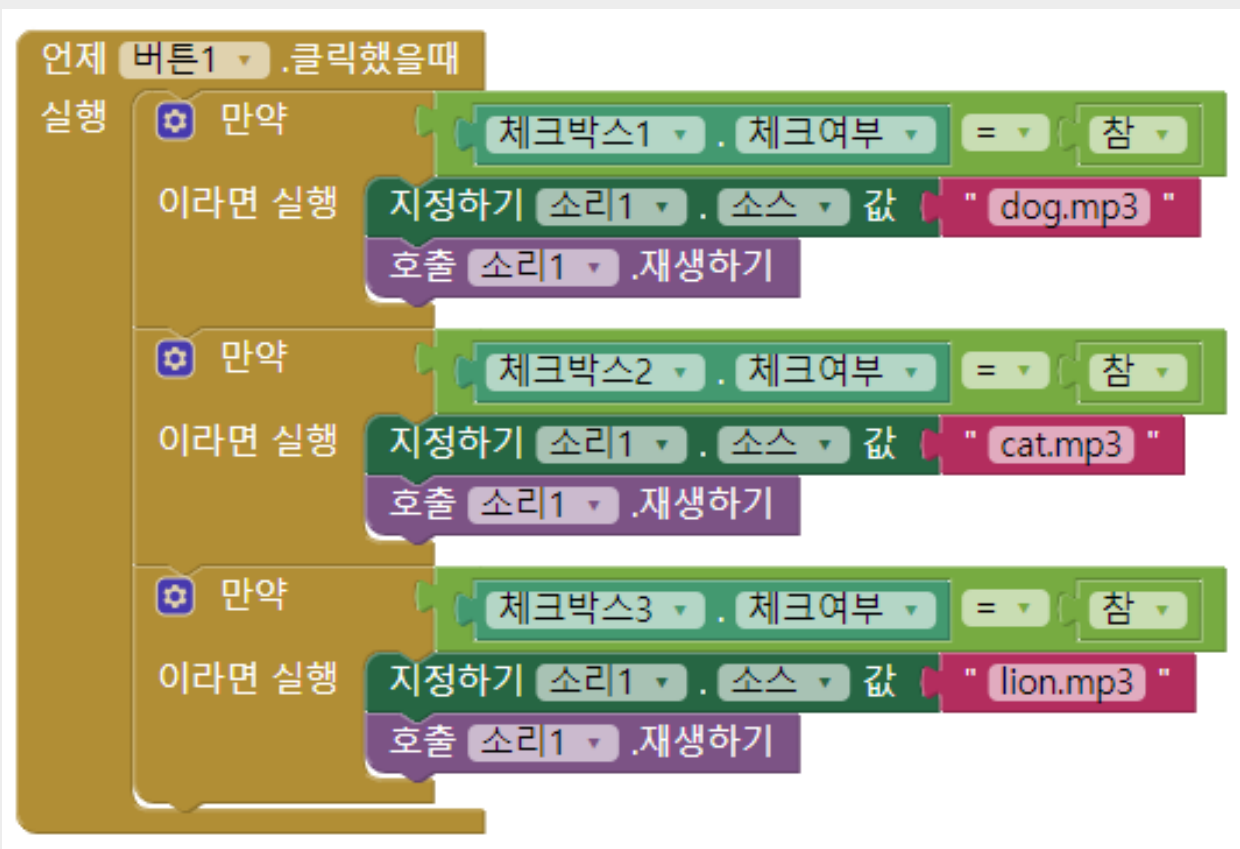 언제 버튼1 .클릭했을때
실행 만약 체크박스1 . 체크여부 = 참
이라면 실행 지정하기 소리1 . 소스 값 " dog.mp3 "
호출 소리1 .재생하기
만약 체크박스2 . 체크여부 = 참
이라면 실행 지정하기 소리1 . 소스 값 " cat.mp3 "
호출 소리1 .재생하기
만약 체크박스3 . 체크여부 = 참
이라면 실행 지정하기 소리1 . 소스 값 " lion.mp3 "
호출 소리1 .재생하기